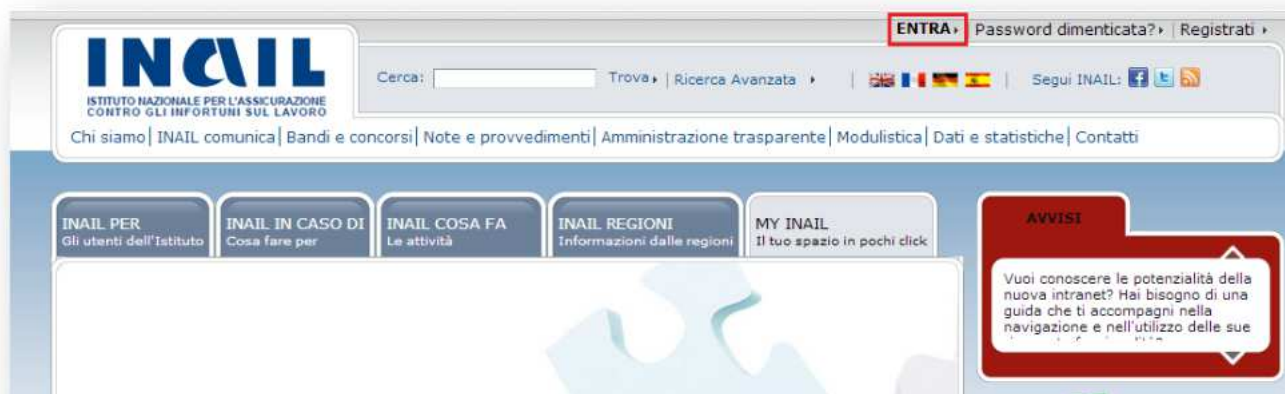 ENTRA Password dimenticata? | Registrati
INAIL
ISTITUTO NAZIONALE PER L'ASSICURAZIONE
CONTRO GLI INFORTUNI SUL LAVORO
Cerca: Trova | Ricerca Avanzata | | Segui INAIL:
Chi siamo | INAIL comunica | Bandi e concorsi | Note e provvedimenti | Amministrazione trasparente | Modulistica | Dati e statistiche | Contatti
INAIL PER
Gli utenti dell'Istituto
INAIL IN CASO DI
Cosa fare per
INAIL COSA FA
Le attività
INAIL REGIONI
Informazioni dalle regioni
MY INAIL
Il tuo spazio in pochi click
AVVISI
Vuoi conoscere le potenzialità della
nuova intranet? Hai bisogno di una
guida che ti accompagni nella
navigazione e nell'utilizzo delle sue